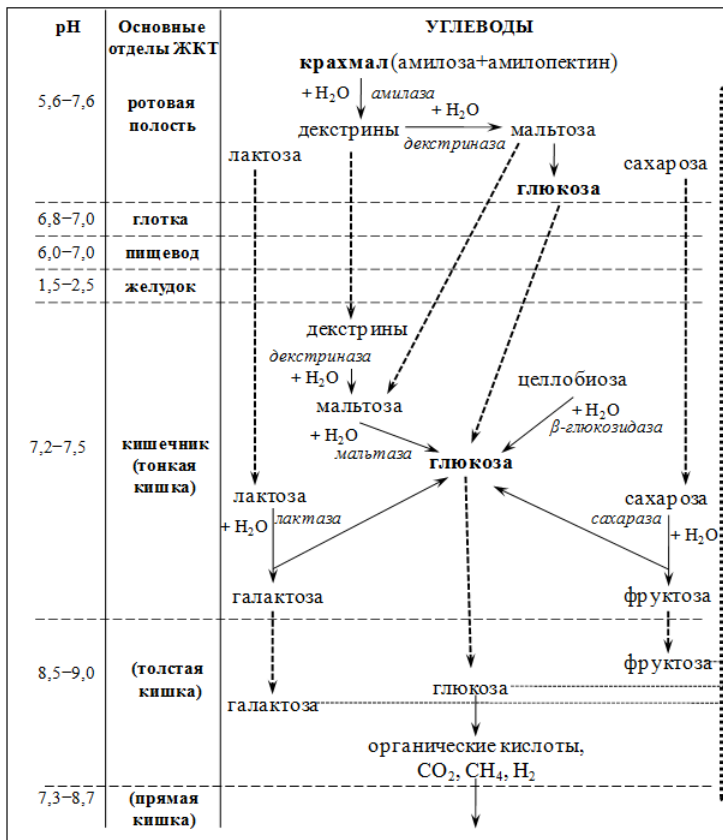 pH
Основные
отделы ЖКТ
УГЛЕВОДЫ
крахмал (амилоза+амилопектин)
+ H₂O амилаза
5,6−7,6
ротовая
полость
декстрины
+ H₂O
декстриназа
мальтоза
лактоза
сахароза
глюкоза
6,8−7,0
глотка
6,0−7,0
пищевод
1,5−2,5
желудок
декстрины
декстриназа
+ H₂O
целлобиоза
мальтоза
+ H₂O
β-глюкозидаза
+ H₂O
мальтаза
7,2−7,5
кишечник
(тонкая
кишка)
глюкоза
лактоза
сахароза
+ H₂O
лактаза
сахараза
+ H₂O
галактоза
фруктоза
8,5−9,0
(толстая
кишка)
фруктоза
глюкоза
галактоза
органические кислоты,
CO₂, CH₄, H₂
7,3−8,7
(прямая
кишка)